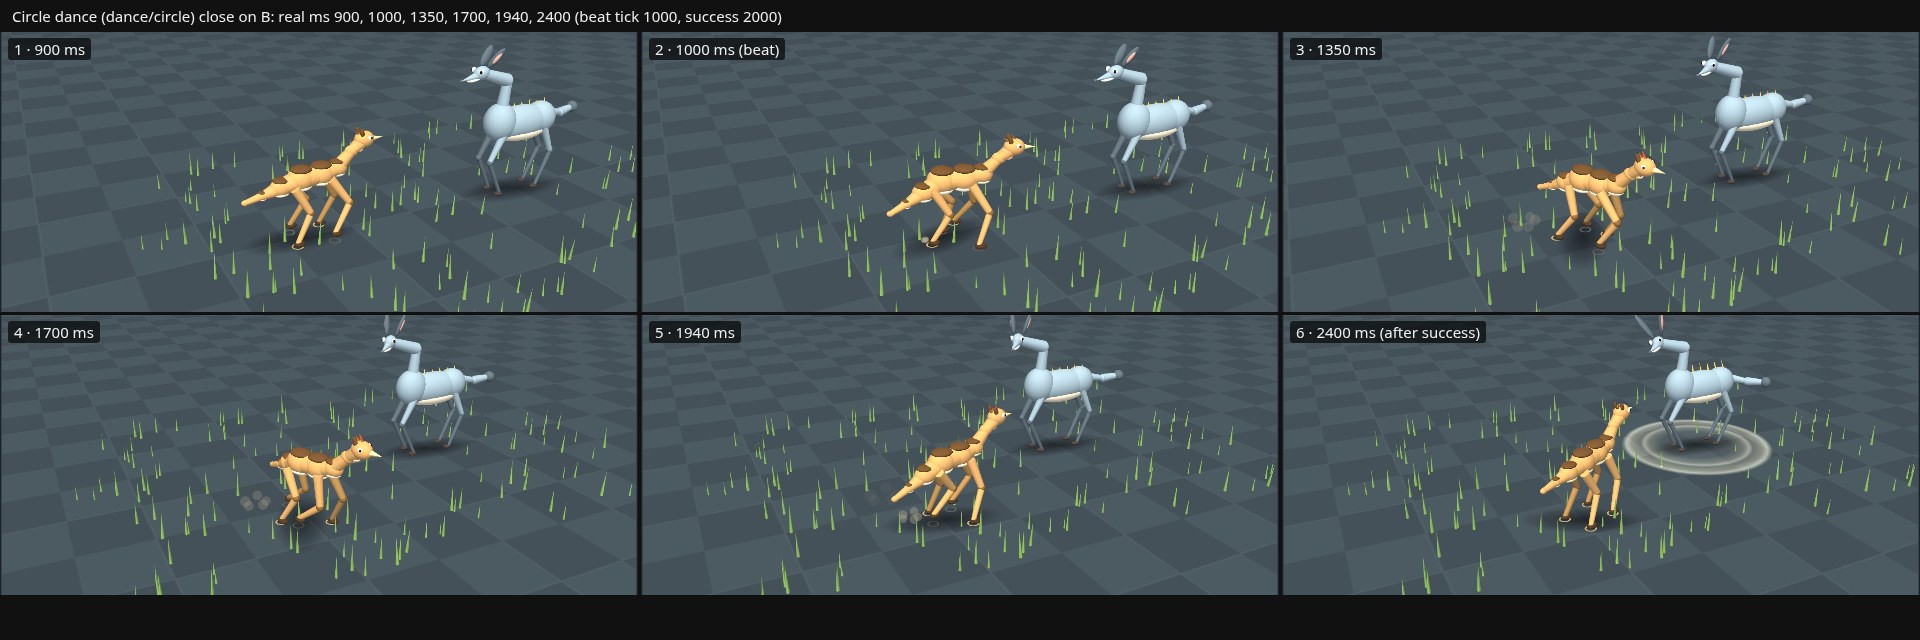 Circle dance (dance/circle) close on B: real ms 900, 1000, 1350, 1700, 1940, 2400 (beat tick 1000, success 2000)
1 · 900 ms
2 · 1000 ms (beat)
3 · 1350 ms
4 · 1700 ms
5 · 1940 ms
6 · 2400 ms (after success)